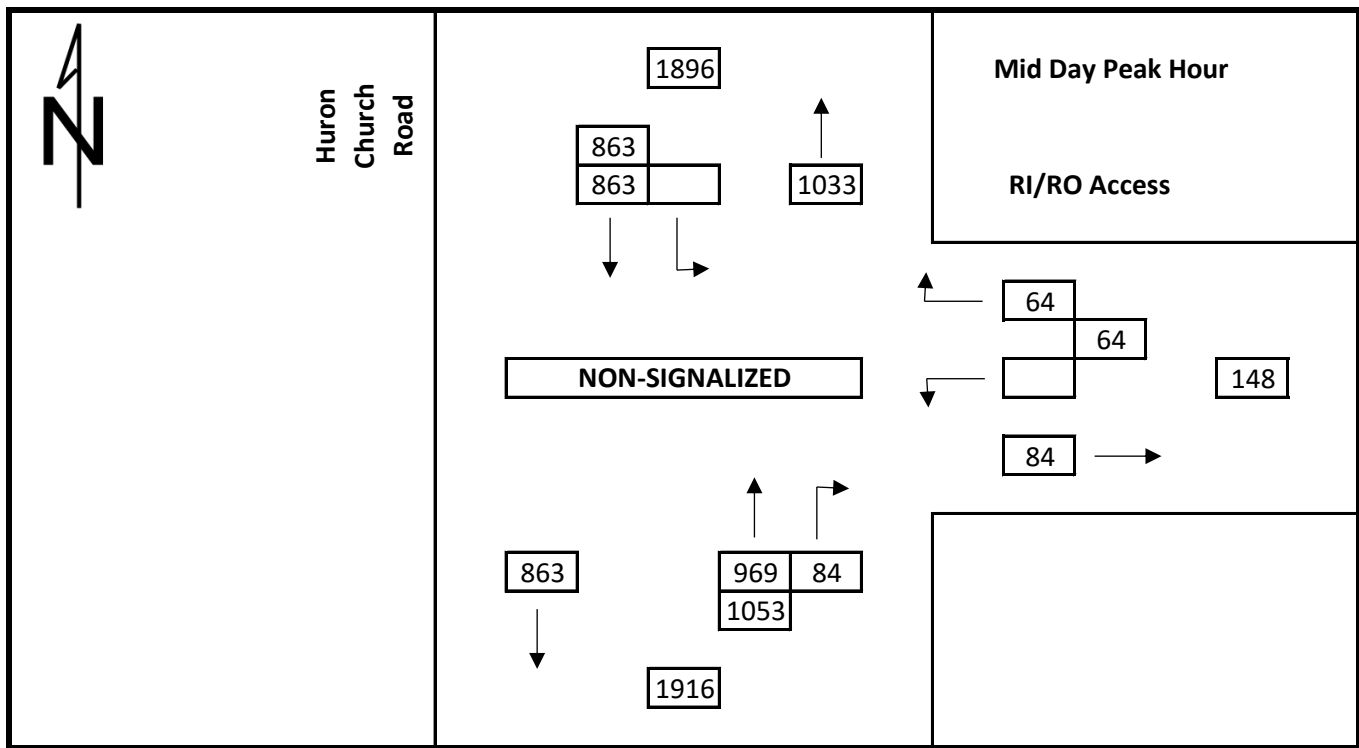 N
Huron
Church
Road
1896
Mid Day Peak Hour
863
863
1033
RI/RO Access
64
64
NON-SIGNALIZED
148
84
863
969 84
1053
1916